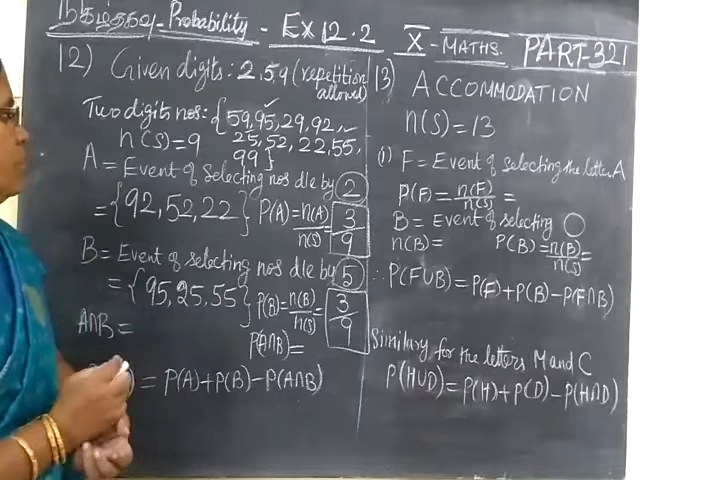 நிகழ்தகவு - Probability - Ex 12.2
X - MATHS. PART-321
12) Given digits: 2,5,9 (repetition allowed)
Two digits nos: {59,95,29,92,
n(S)=9 25,52,22,55,
99}
A = Event of selecting nos dle by 2
= {92,52,22} P(A)=n(A)/n(S) 3/9
B = Event of selecting nos dle by 5
= {95,25,55} P(B)=n(B)/n(S)= 3/9
A∩B =
P(A∩B)=
) = P(A)+P(B)-P(A∩B)
13) ACCOMMODATION
n(S)=13
(i) F = Event of selecting the letter A
P(F)=n(F)/n(S)=
B = Event of selecting O
n(B)= P(B)=n(B)/n(S)=
∴ P(FUB)=P(F)+P(B)-P(F∩B)
Similary for the letters M and C
P(HUD)=P(H)+P(D)-P(H∩D)